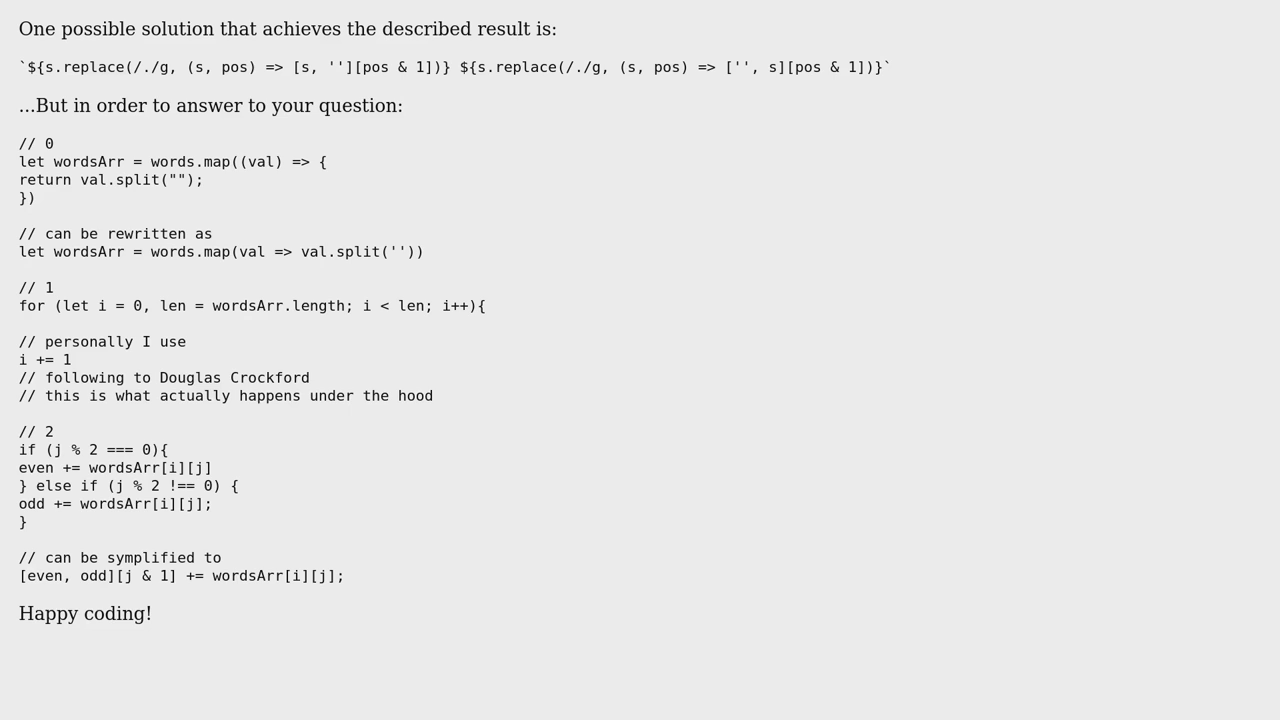 One possible solution that achieves the described result is:
`${s.replace(/./g, (s, pos) => [s, ''][pos & 1])} ${s.replace(/./g, (s, pos) => ['', s][pos & 1])}`
...But in order to answer to your question:
// 0
let wordsArr = words.map((val) => {
return val.split("");
})
// can be rewritten as
let wordsArr = words.map(val => val.split(''))
// 1
for (let i = 0, len = wordsArr.length; i < len; i++){
// personally I use
i += 1
// following to Douglas Crockford
// this is what actually happens under the hood
// 2
if (j % 2 === 0){
even += wordsArr[i][j]
} else if (j % 2 !== 0) {
odd += wordsArr[i][j];
}
// can be symplified to
[even, odd][j & 1] += wordsArr[i][j];
Happy coding!